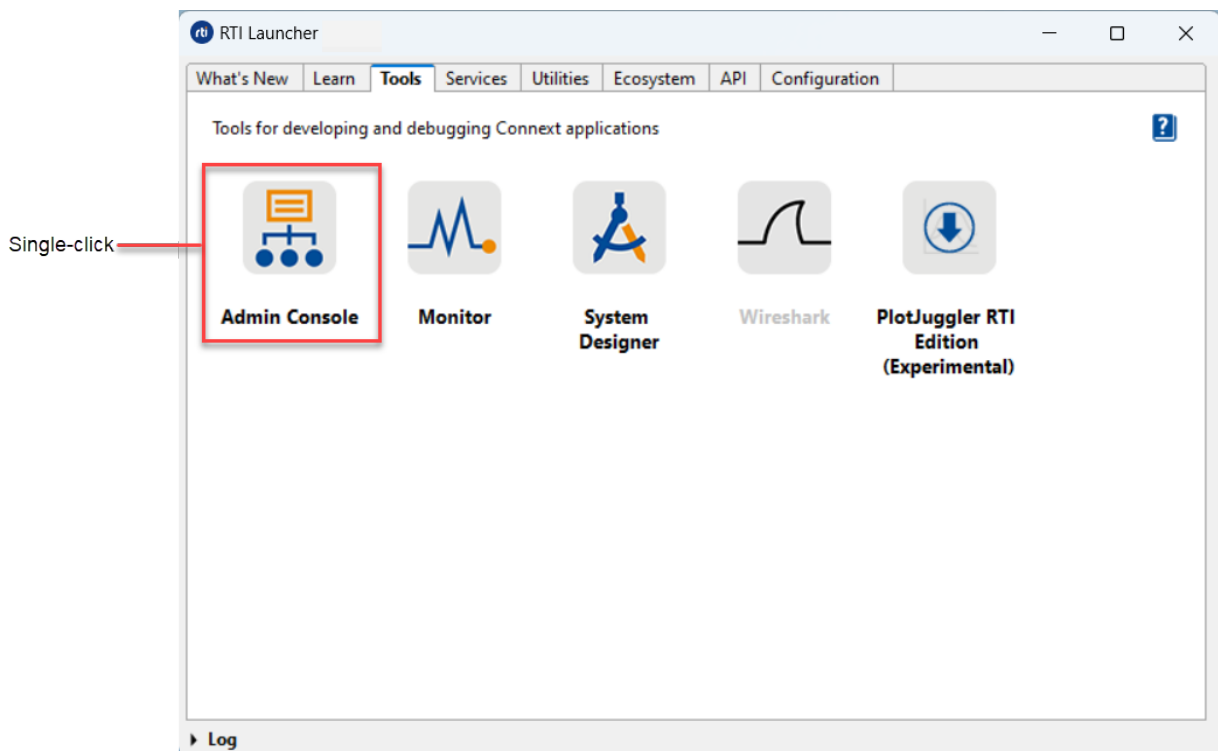 rti RTI Launcher
What's New Learn Tools Services Utilities Ecosystem API Configuration
Tools for developing and debugging Connext applications
?
Single-click
Admin Console
Monitor
System
Designer
Wireshark
PlotJuggler RTI
Edition
(Experimental)
Log